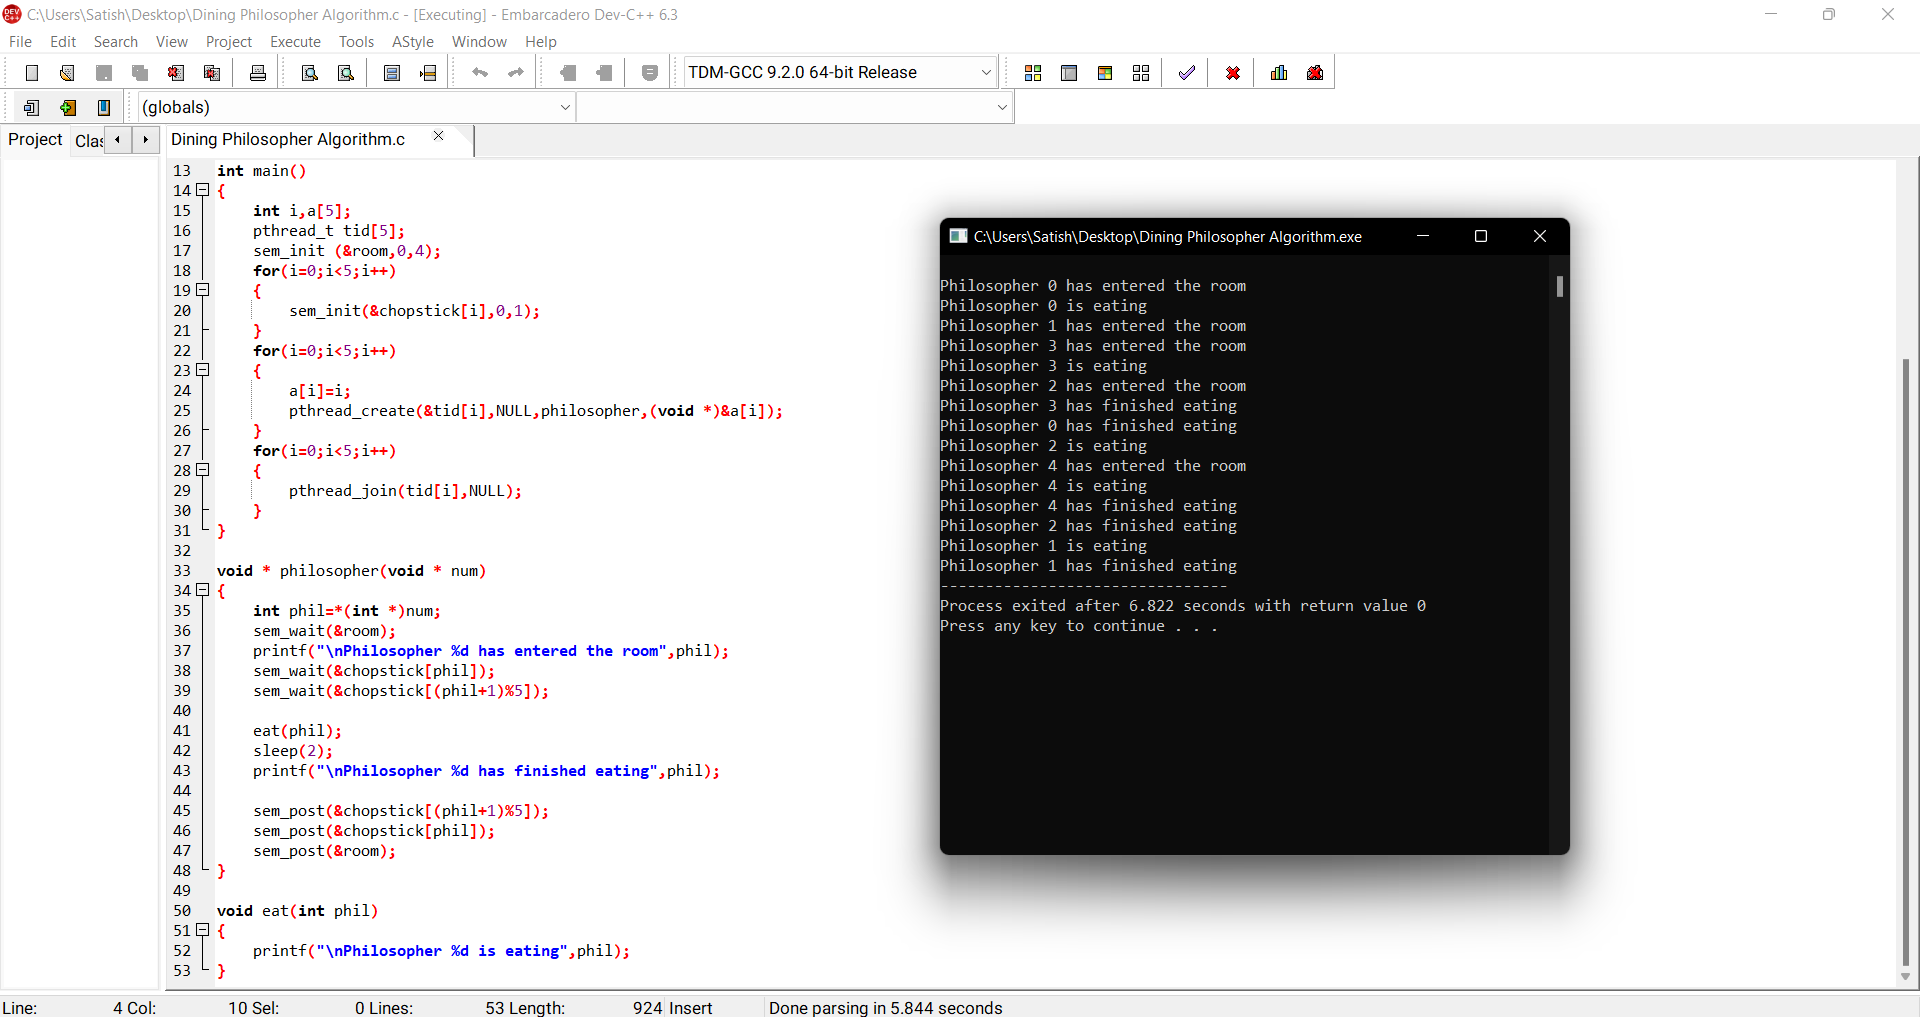 C:\Users\Satish\Desktop\Dining Philosopher Algorithm.c - [Executing] - Embarcadero Dev-C++ 6.3
File Edit Search View Project Execute Tools AStyle Window Help
TDM-GCC 9.2.0 64-bit Release
(globals)
Project Clas
Dining Philosopher Algorithm.c
13 int main()
14 {
15 int i,a[5];
16 pthread_t tid[5];
17 sem_init (&room,0,4);
18 for(i=0;i<5;i++)
19 {
20 sem_init(&chopstick[i],0,1);
21 }
22 for(i=0;i<5;i++)
23 {
24 a[i]=i;
25 pthread_create(&tid[i],NULL,philosopher,(void *)&a[i]);
26 }
27 for(i=0;i<5;i++)
28 {
29 pthread_join(tid[i],NULL);
30 }
31 }
32
33 void * philosopher(void * num)
34 {
35 int phil=*(int *)num;
36 sem_wait(&room);
37 printf("\nPhilosopher %d has entered the room",phil);
38 sem_wait(&chopstick[phil]);
39 sem_wait(&chopstick[(phil+1)%5]);
40
41 eat(phil);
42 sleep(2);
43 printf("\nPhilosopher %d has finished eating",phil);
44
45 sem_post(&chopstick[(phil+1)%5]);
46 sem_post(&chopstick[phil]);
47 sem_post(&room);
48 }
49
50 void eat(int phil)
51 {
52 printf("\nPhilosopher %d is eating",phil);
53 }
C:\Users\Satish\Desktop\Dining Philosopher Algorithm.exe
Philosopher 0 has entered the room
Philosopher 0 is eating
Philosopher 1 has entered the room
Philosopher 3 has entered the room
Philosopher 3 is eating
Philosopher 2 has entered the room
Philosopher 3 has finished eating
Philosopher 0 has finished eating
Philosopher 2 is eating
Philosopher 4 has entered the room
Philosopher 4 is eating
Philosopher 4 has finished eating
Philosopher 2 has finished eating
Philosopher 1 is eating
Philosopher 1 has finished eating
--------------------------------
Process exited after 6.822 seconds with return value 0
Press any key to continue . . .
Line: 4 Col: 10 Sel: 0 Lines: 53 Length: 924 Insert Done parsing in 5.844 seconds